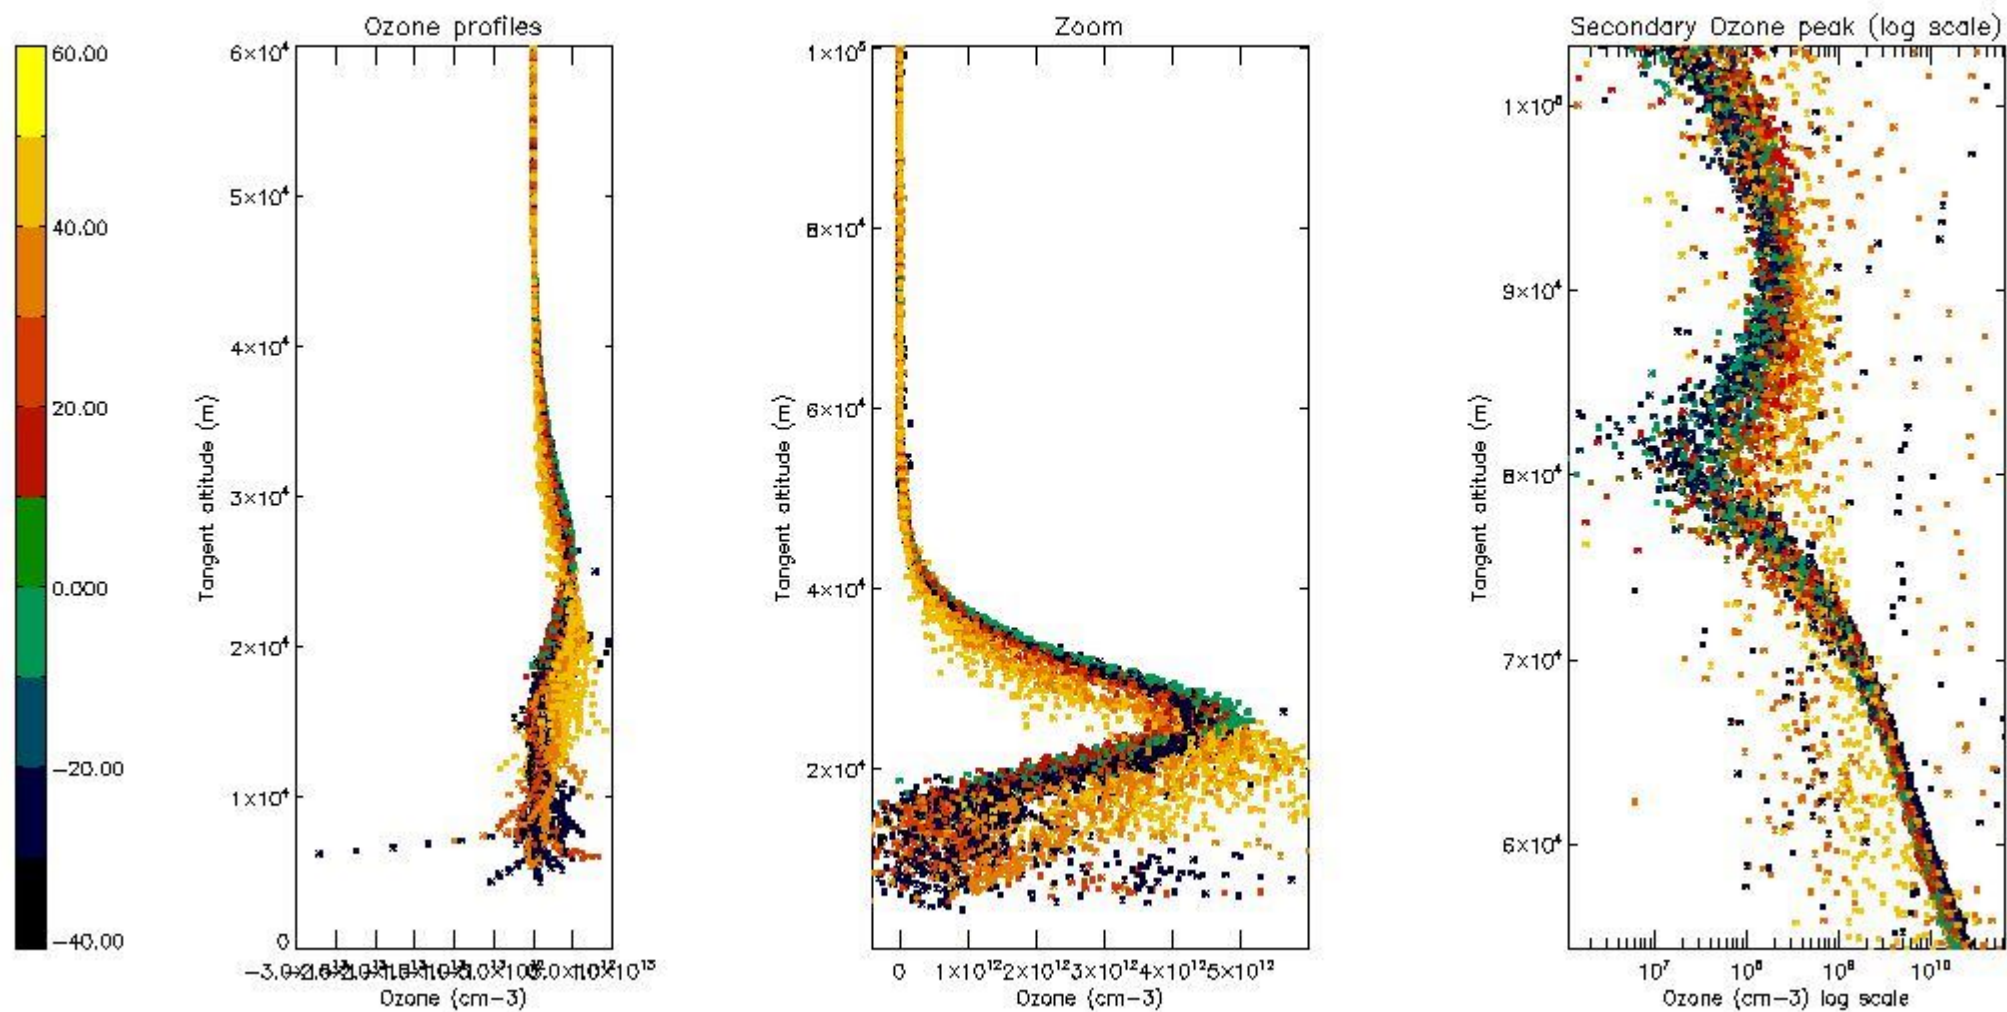 Ozone profiles
Zoom
Secondary Ozone peak (log scale)
60.00
40.00
20.00
0.000
−20.00
−40.00
6×10⁴
5×10⁴
4×10⁴
3×10⁴
2×10⁴
1×10⁴
0
Tangent altitude (m)
Ozone (cm−3)
1×10⁵
8×10⁴
6×10⁴
4×10⁴
2×10⁴
Tangent altitude (m)
0 1×10¹² 2×10¹² 3×10¹² 4×10¹² 5×10¹²
Ozone (cm−3)
9×10⁴
8×10⁴
7×10⁴
6×10⁴
Tangent altitude (m)
10⁷ 10⁸ 10⁹ 10¹⁰
Ozone (cm−3) log scale